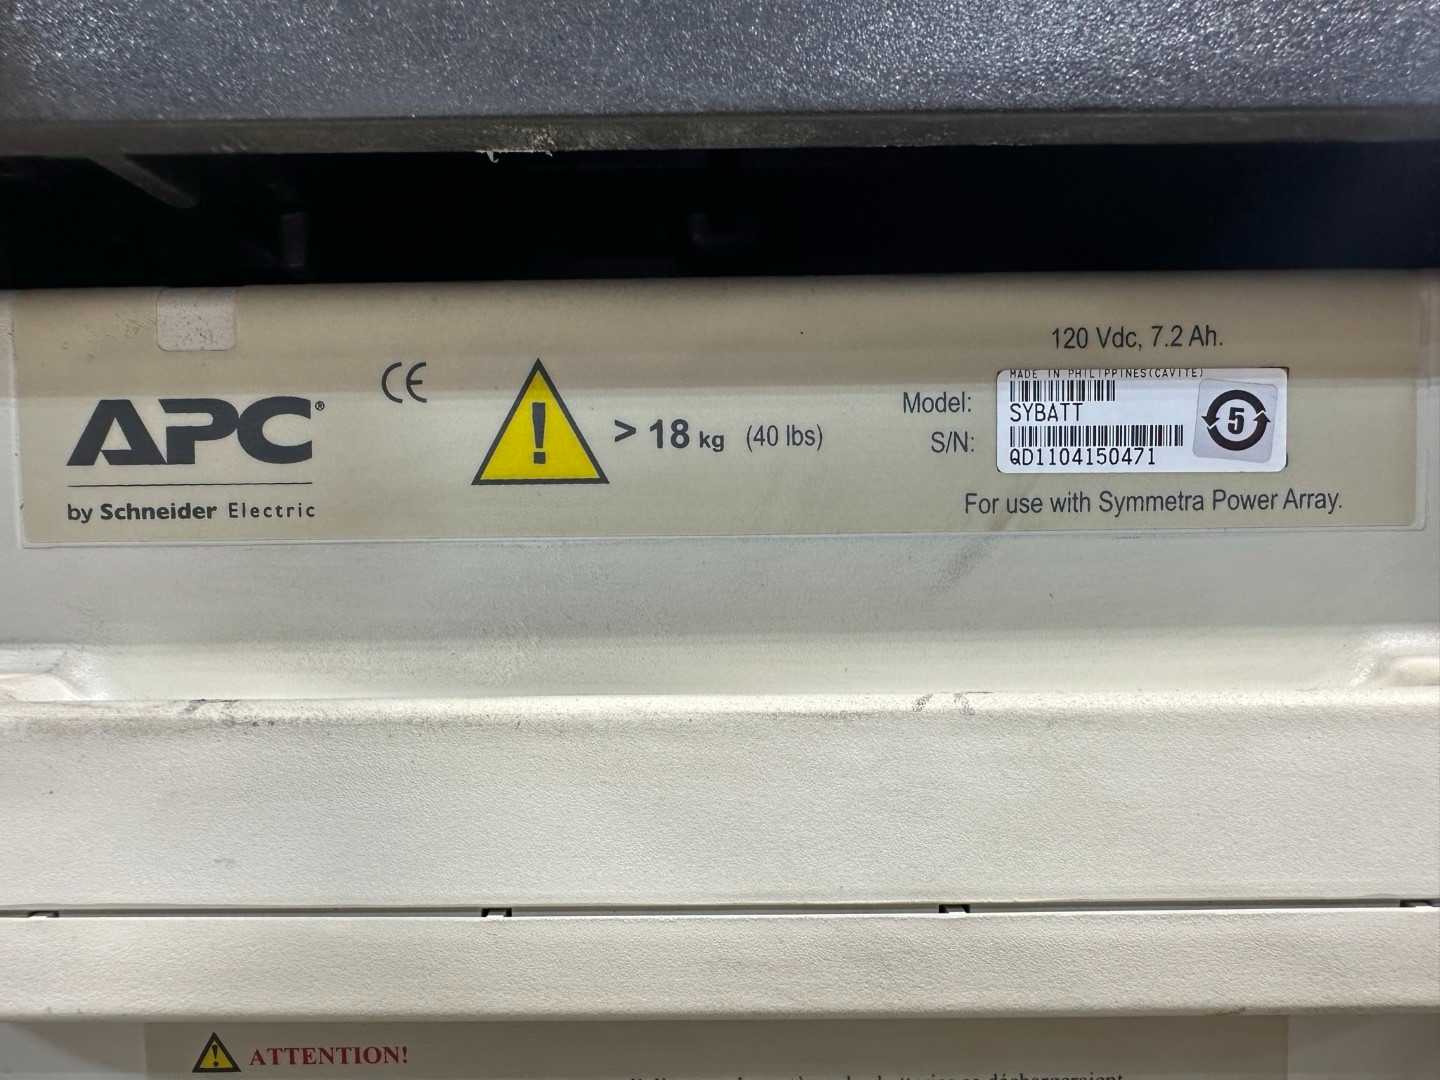 120 Vdc, 7.2 Ah.
CE
APC®
by Schneider Electric
!
> 18 kg (40 lbs)
Model:
S/N:
MADE IN PHILIPPINES(CAVITE)
SYBATT
QD1104150471
5
For use with Symmetra Power Array.
! ATTENTION!